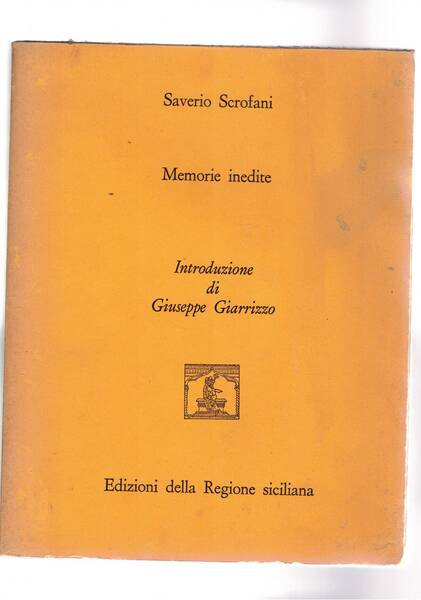 Saverio Scrofani
Memorie inedite
Introduzione
di
Giuseppe Giarrizzo
Edizioni della Regione siciliana